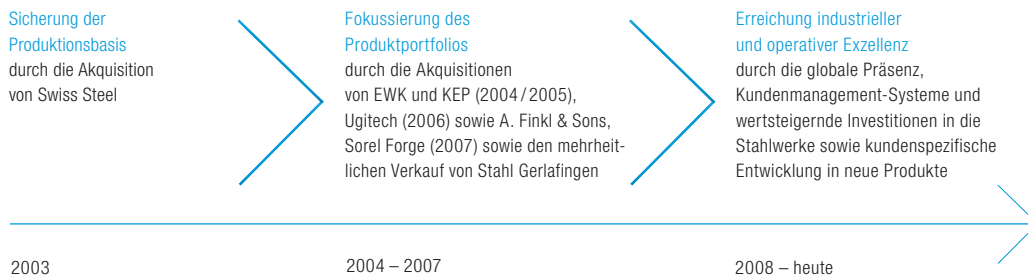 Sicherung der
Produktionsbasis
durch die Akquisition
von Swiss Steel
Fokussierung des
Produktportfolios
durch die Akquisitionen
von EWK und KEP (2004/2005),
Ugitech (2006) sowie A. Finkl & Sons,
Sorel Forge (2007) sowie den mehrheit-
lichen Verkauf von Stahl Gerlafingen
Erreichung industrieller
und operativer Exzellenz
durch die globale Präsenz,
Kundenmanagement-Systeme und
wertsteigernde Investitionen in die
Stahlwerke sowie kundenspezifische
Entwicklung in neue Produkte
2003
2004 – 2007
2008 – heute